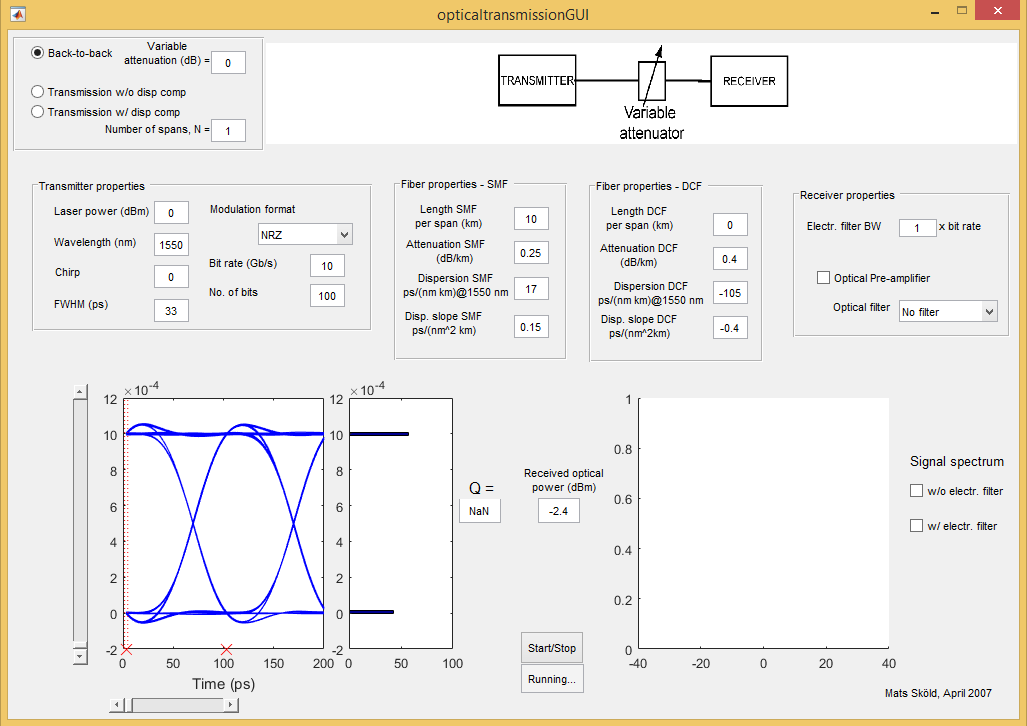 opticaltransmissionGUI
Back-to-back
Variable
attenuation (dB) =
0
Transmission w/o disp comp
Transmission w/ disp comp
Number of spans, N =
1
TRANSMITTER
RECEIVER
Variable
attenuator
Transmitter properties
Laser power (dBm)
0
Wavelength (nm)
1550
Chirp
0
FWHM (ps)
33
Modulation format
NRZ
Bit rate (Gb/s)
10
No. of bits
100
Fiber properties - SMF
Length SMF
per span (km)
10
Attenuation SMF
(dB/km)
0.25
Dispersion SMF
ps/(nm km)@1550 nm
17
Disp. slope SMF
ps/(nm^2 km)
0.15
Fiber properties - DCF
Length DCF
per span (km)
0
Attenuation DCF
(dB/km)
0.4
Dispersion DCF
ps/(nm km)@1550 nm
-105
Disp. slope DCF
ps/(nm^2km)
-0.4
Receiver properties
Electr. filter BW
1
x bit rate
Optical Pre-amplifier
Optical filter
No filter
×10-4
12
10
8
6
4
2
0
-2
0
50
100
150
200
Time (ps)
×10-4
12
10
8
6
4
2
0
-2
0
50
100
Q =
NaN
Received optical
power (dBm)
-2.4
Start/Stop
Running...
1
0.8
0.6
0.4
0.2
0
-40
-20
0
20
40
Signal spectrum
w/o electr. filter
w/ electr. filter
Mats Sköld, April 2007